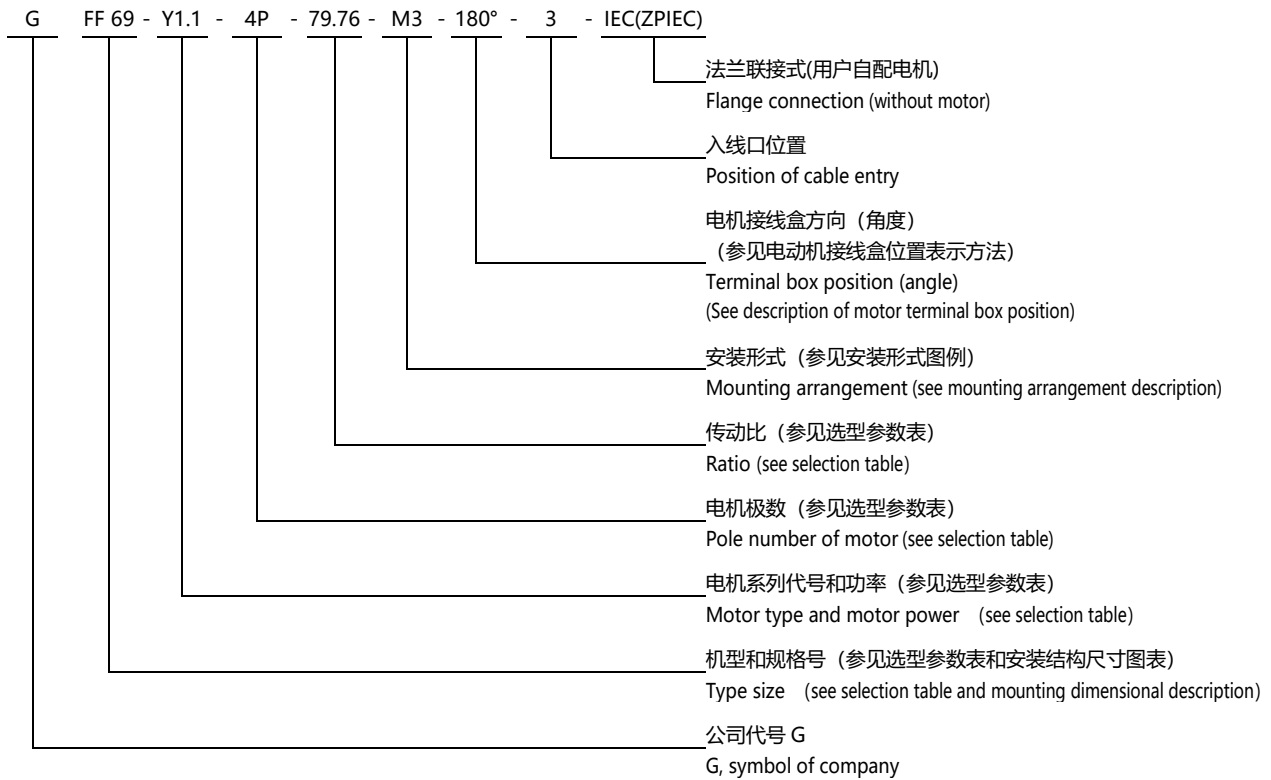 G FF 69 - Y1.1 - 4P - 79.76 - M3 - 180° - 3 - IEC(ZPIEC)
法兰联接式(用户自配电机)
Flange connection (without motor)
入线口位置
Position of cable entry
电机接线盒方向（角度）
（参见电动机接线盒位置表示方法）
Terminal box position (angle)
(See description of motor terminal box position)
安装形式（参见安装形式图例）
Mounting arrangement (see mounting arrangement description)
传动比（参见选型参数表）
Ratio (see selection table)
电机极数（参见选型参数表）
Pole number of motor (see selection table)
电机系列代号和功率（参见选型参数表）
Motor type and motor power （see selection table）
机型和规格号（参见选型参数表和安装结构尺寸图表）
Type size （see selection table and mounting dimensional description）
公司代号 G
G, symbol of company